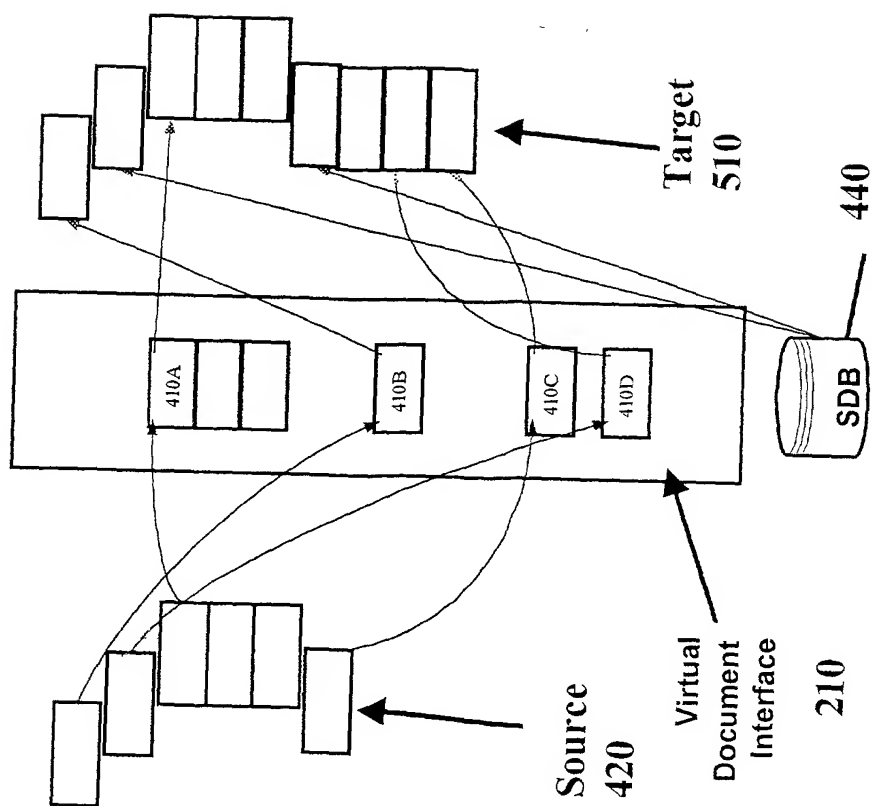 410A
410B
410C
410D
Target
510
440
SDB
Source
420
Virtual
Document
Interface
210